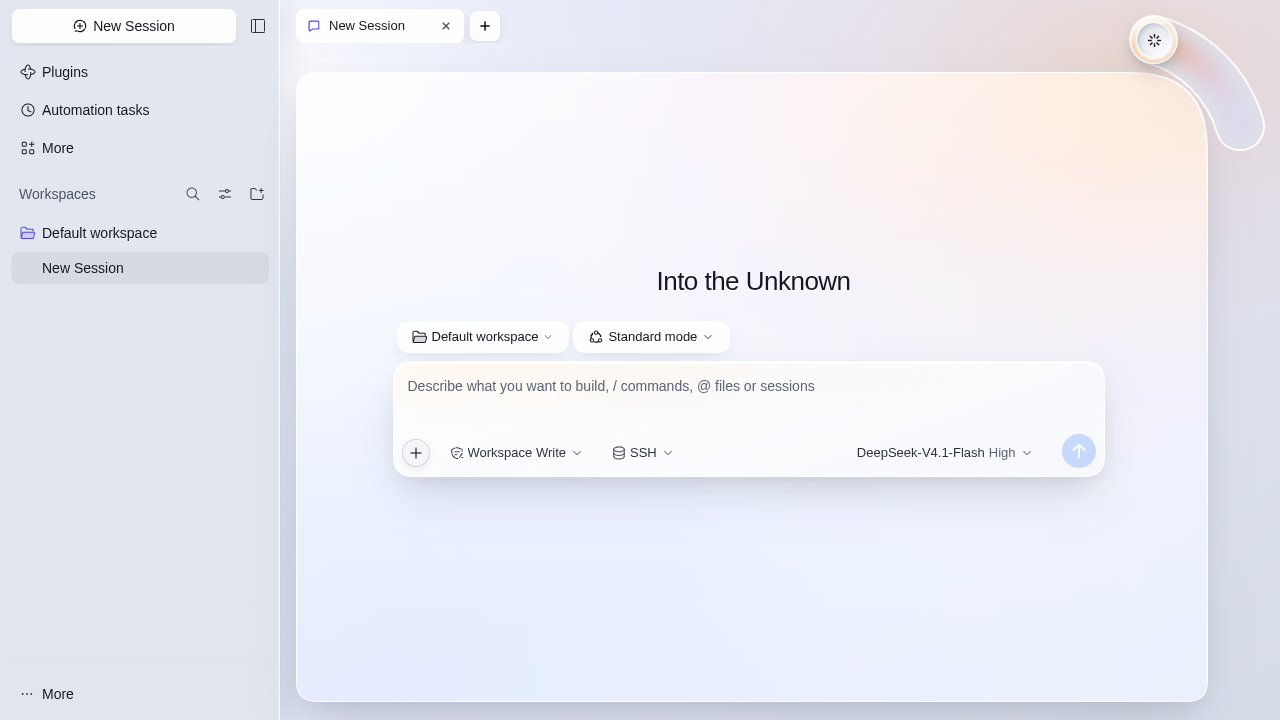 New Session
Plugins
Automation tasks
More
Workspaces
Default workspace
New Session
More
New Session
Into the Unknown
Default workspace
Standard mode
Describe what you want to build, / commands, @ files or sessions
Workspace Write
SSH
DeepSeek-V4.1-Flash High